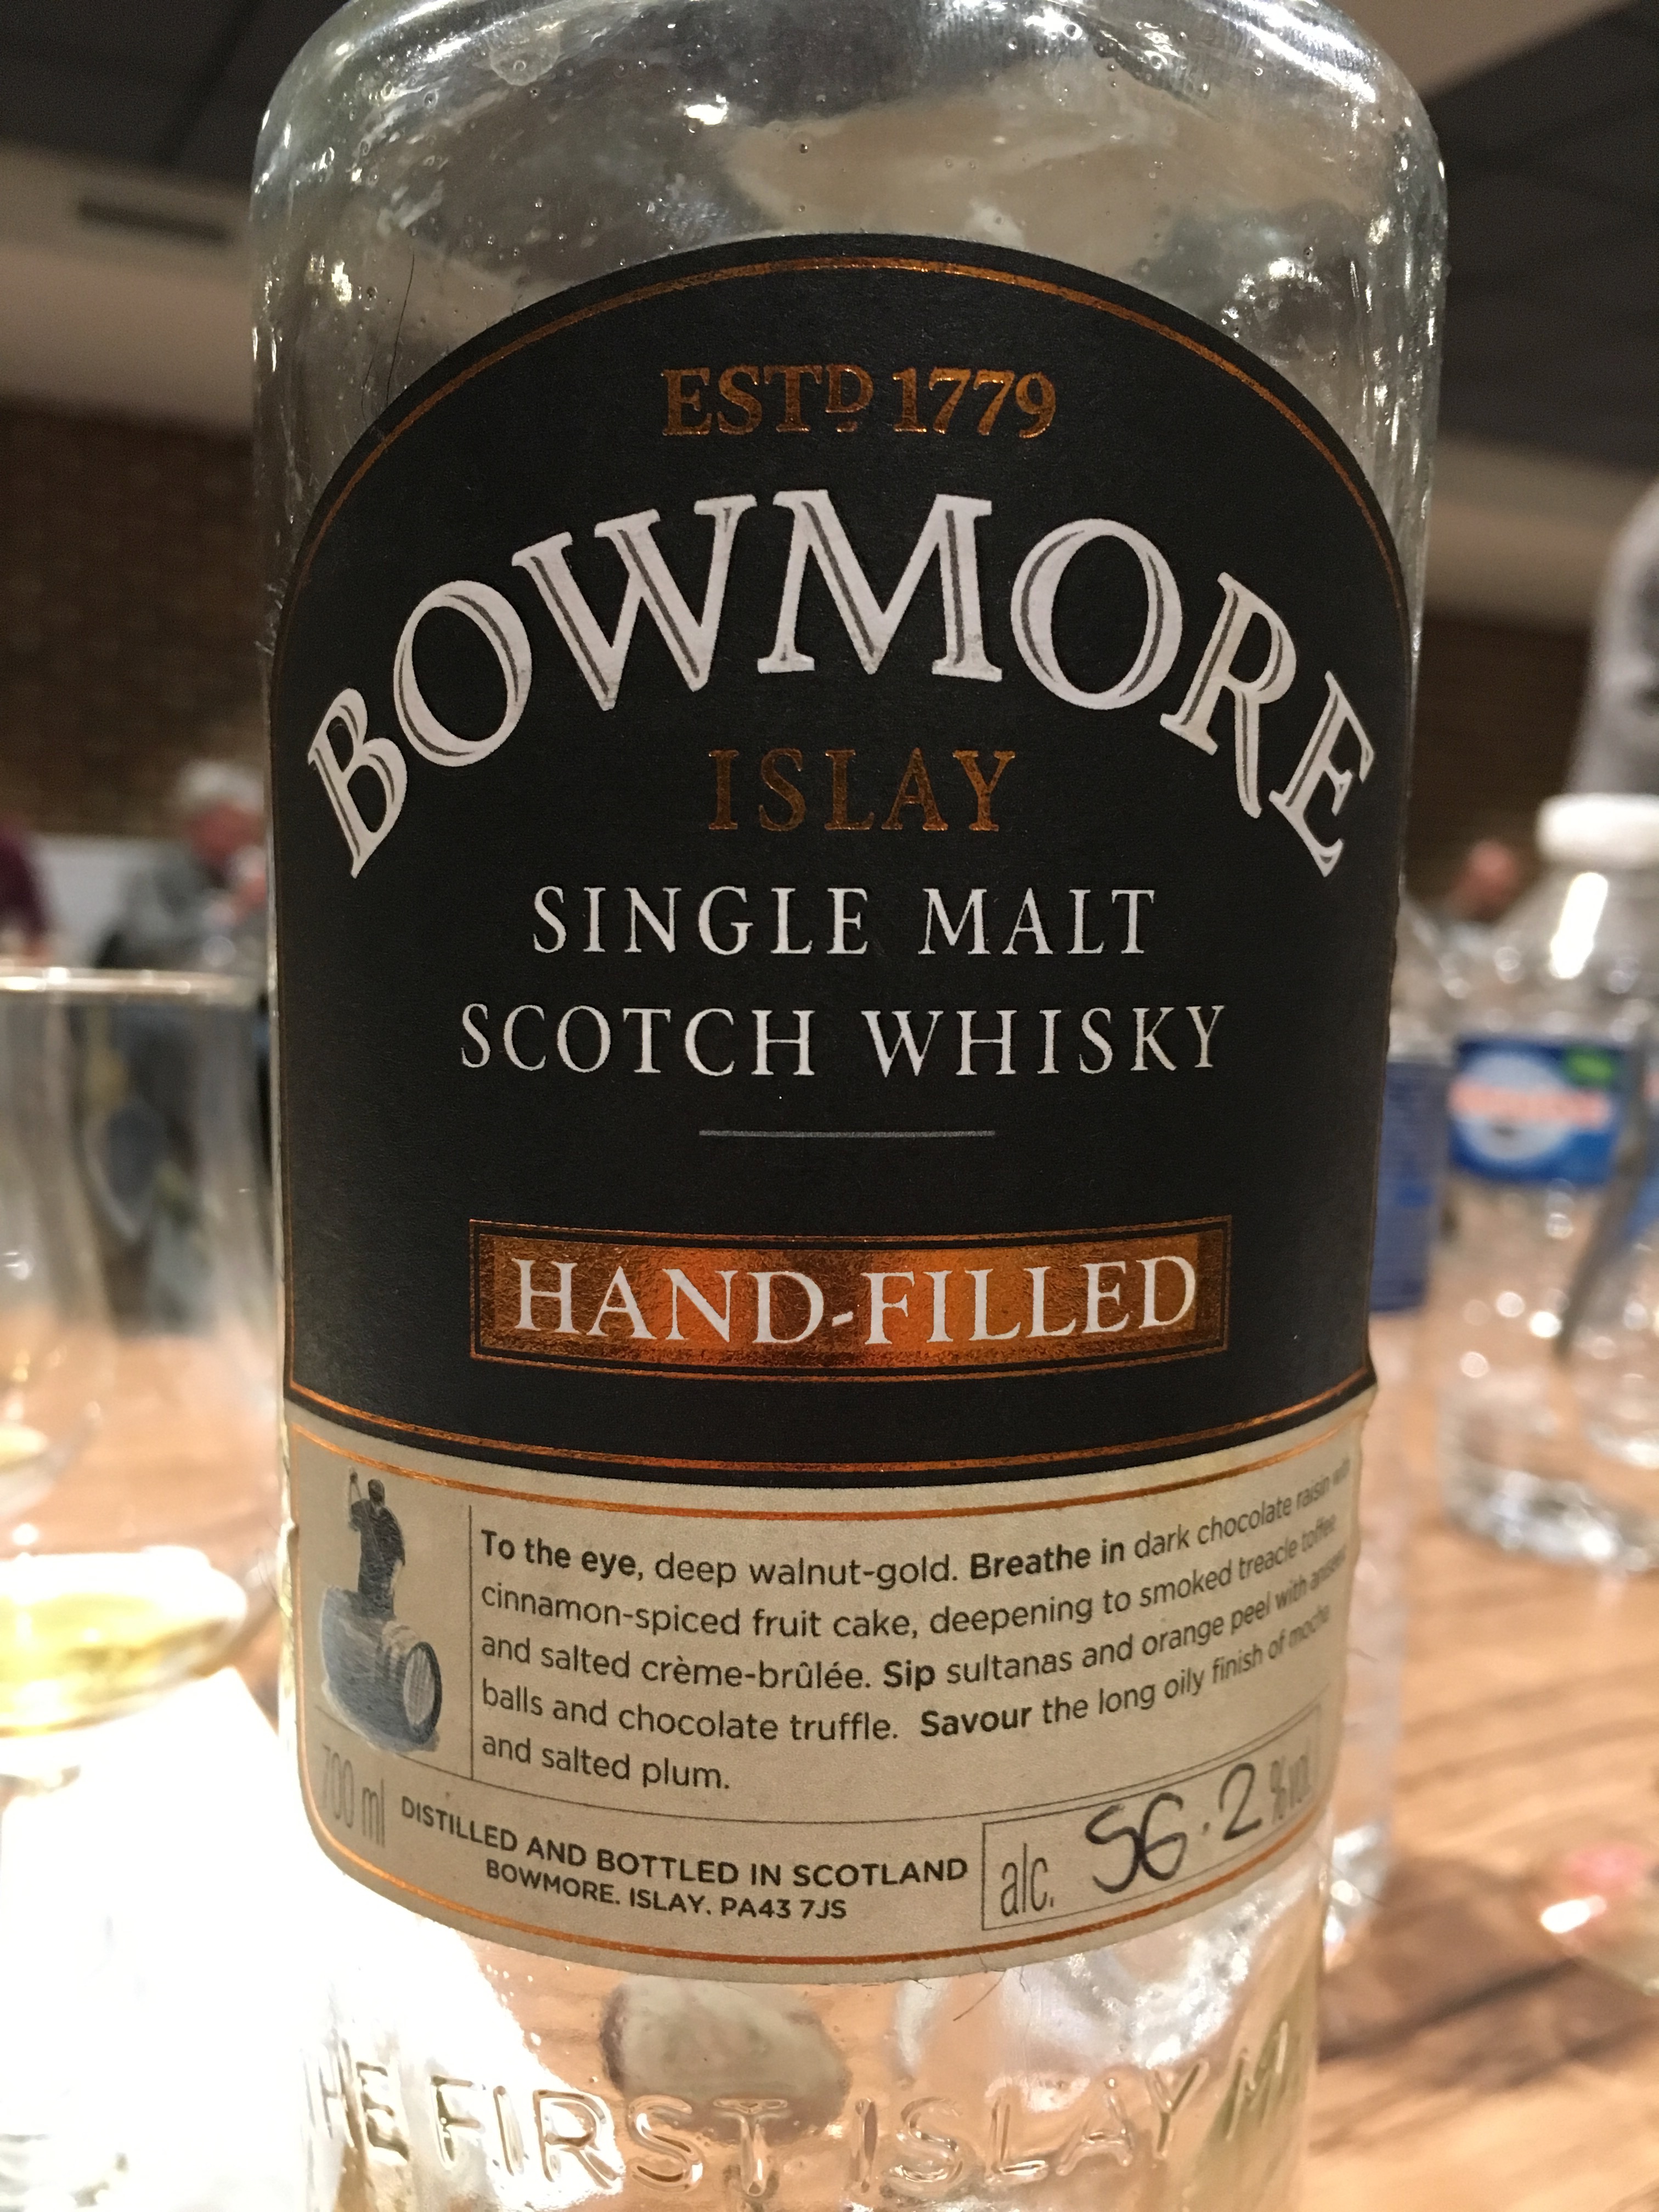 ESTD 1779
BOWMORE
ISLAY
SINGLE MALT
SCOTCH WHISKY
HAND-FILLED
To the eye, deep walnut-gold. Breathe in dark chocolate raisin with
cinnamon-spiced fruit cake, deepening to smoked treacle toffee
and salted crème-brûlée. Sip sultanas and orange peel with aniseed
balls and chocolate truffle. Savour the long oily finish of mocha
and salted plum.
700 ml
DISTILLED AND BOTTLED IN SCOTLAND
BOWMORE. ISLAY. PA43 7JS
alc. 56.2 %vol
THE FIRST ISLAY